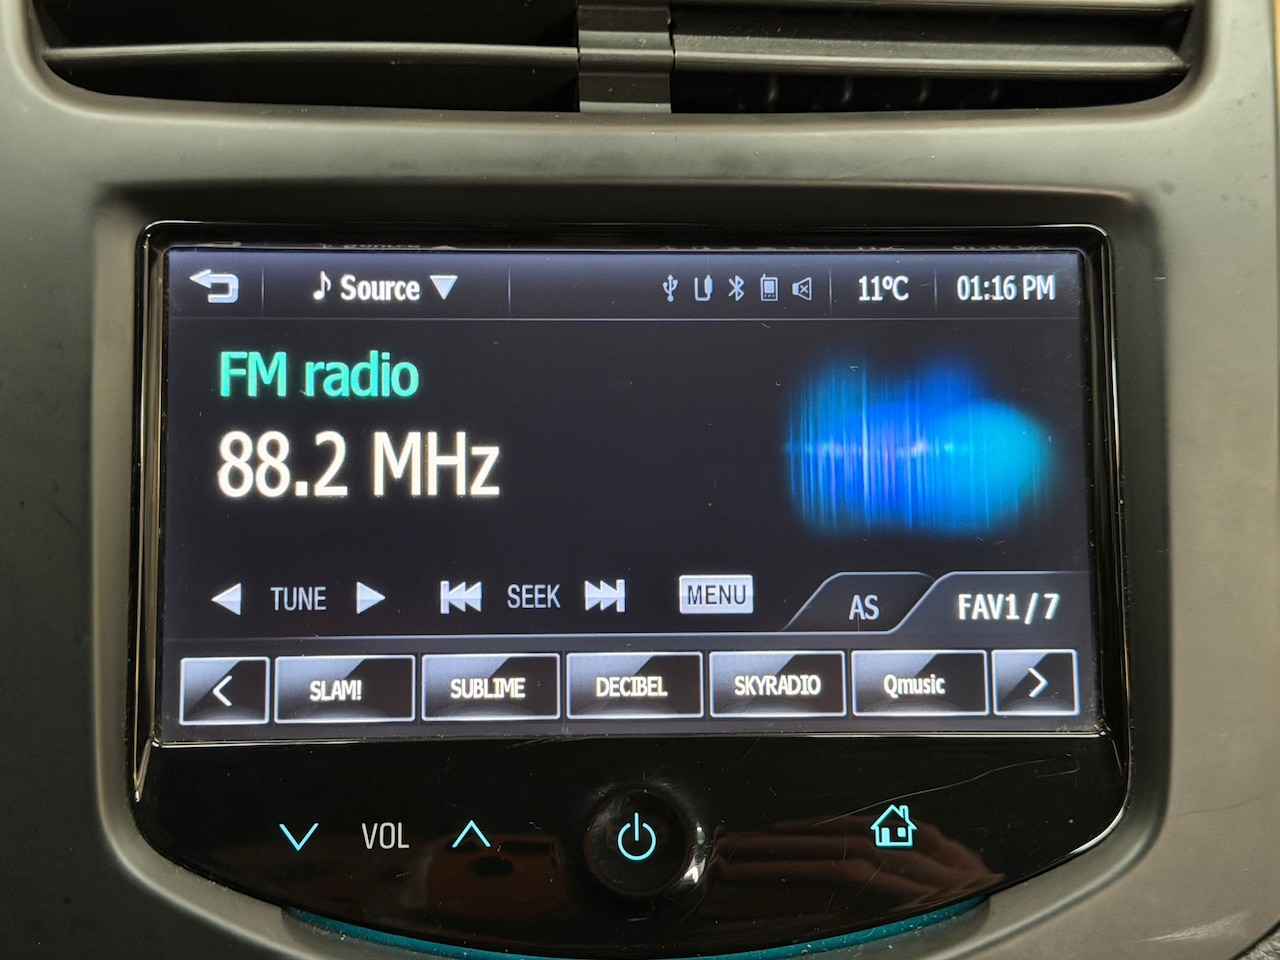 Source 11ºC 01:16 PM
FM radio
88.2 MHz
TUNE SEEK MENU AS FAV1/7
SLAM! SUBLIME DECIBEL SKYRADIO Qmusic
VOL